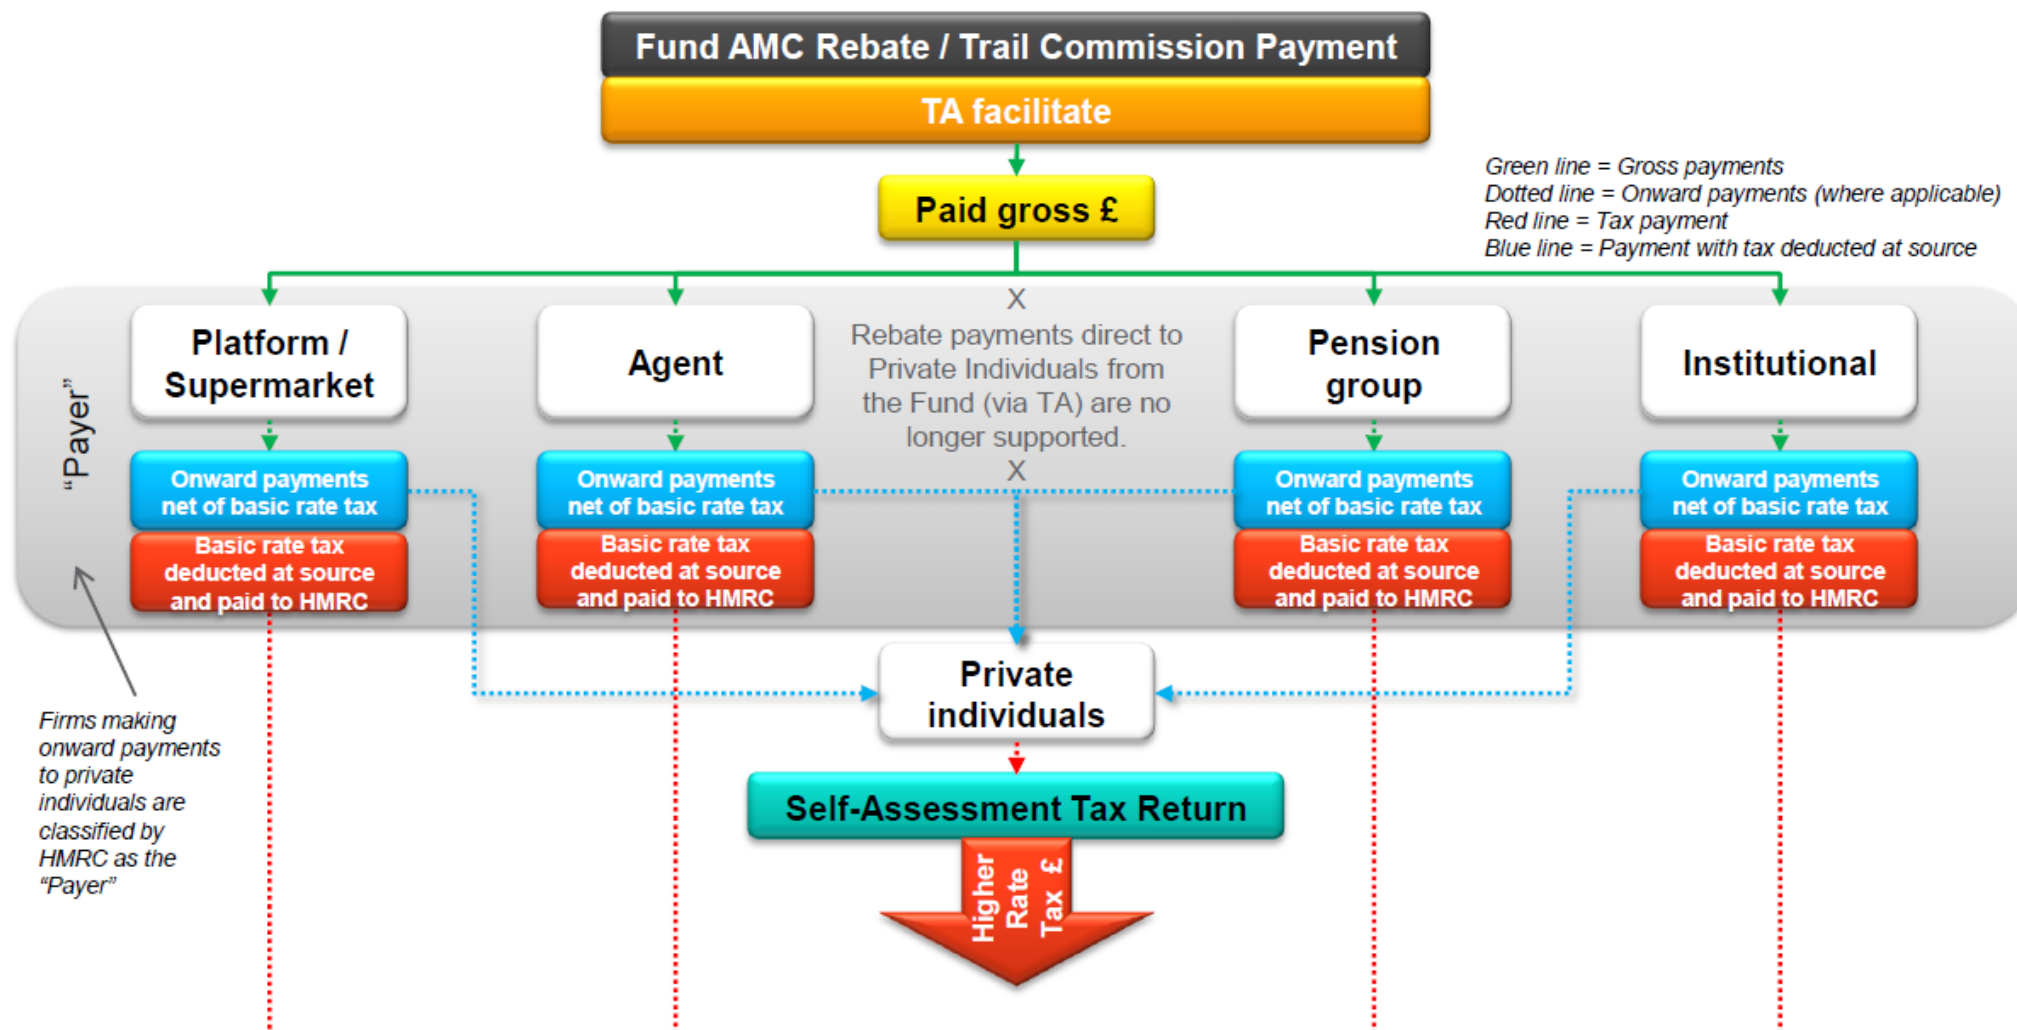 Fund AMC Rebate / Trail Commission Payment
TA facilitate
Paid gross £
Green line = Gross payments
Dotted line = Onward payments (where applicable)
Red line = Tax payment
Blue line = Payment with tax deducted at source
“Payer”
Platform /
Supermarket
Agent
X
Rebate payments direct to
Private Individuals from
the Fund (via TA) are no
longer supported.
X
Pension
group
Institutional
Onward payments
net of basic rate tax
Basic rate tax
deducted at source
and paid to HMRC
Onward payments
net of basic rate tax
Basic rate tax
deducted at source
and paid to HMRC
Onward payments
net of basic rate tax
Basic rate tax
deducted at source
and paid to HMRC
Onward payments
net of basic rate tax
Basic rate tax
deducted at source
and paid to HMRC
Private
individuals
Firms making
onward payments
to private
individuals are
classified by
HMRC as the
“Payer”
Self-Assessment Tax Return
Higher
Rate
Tax £